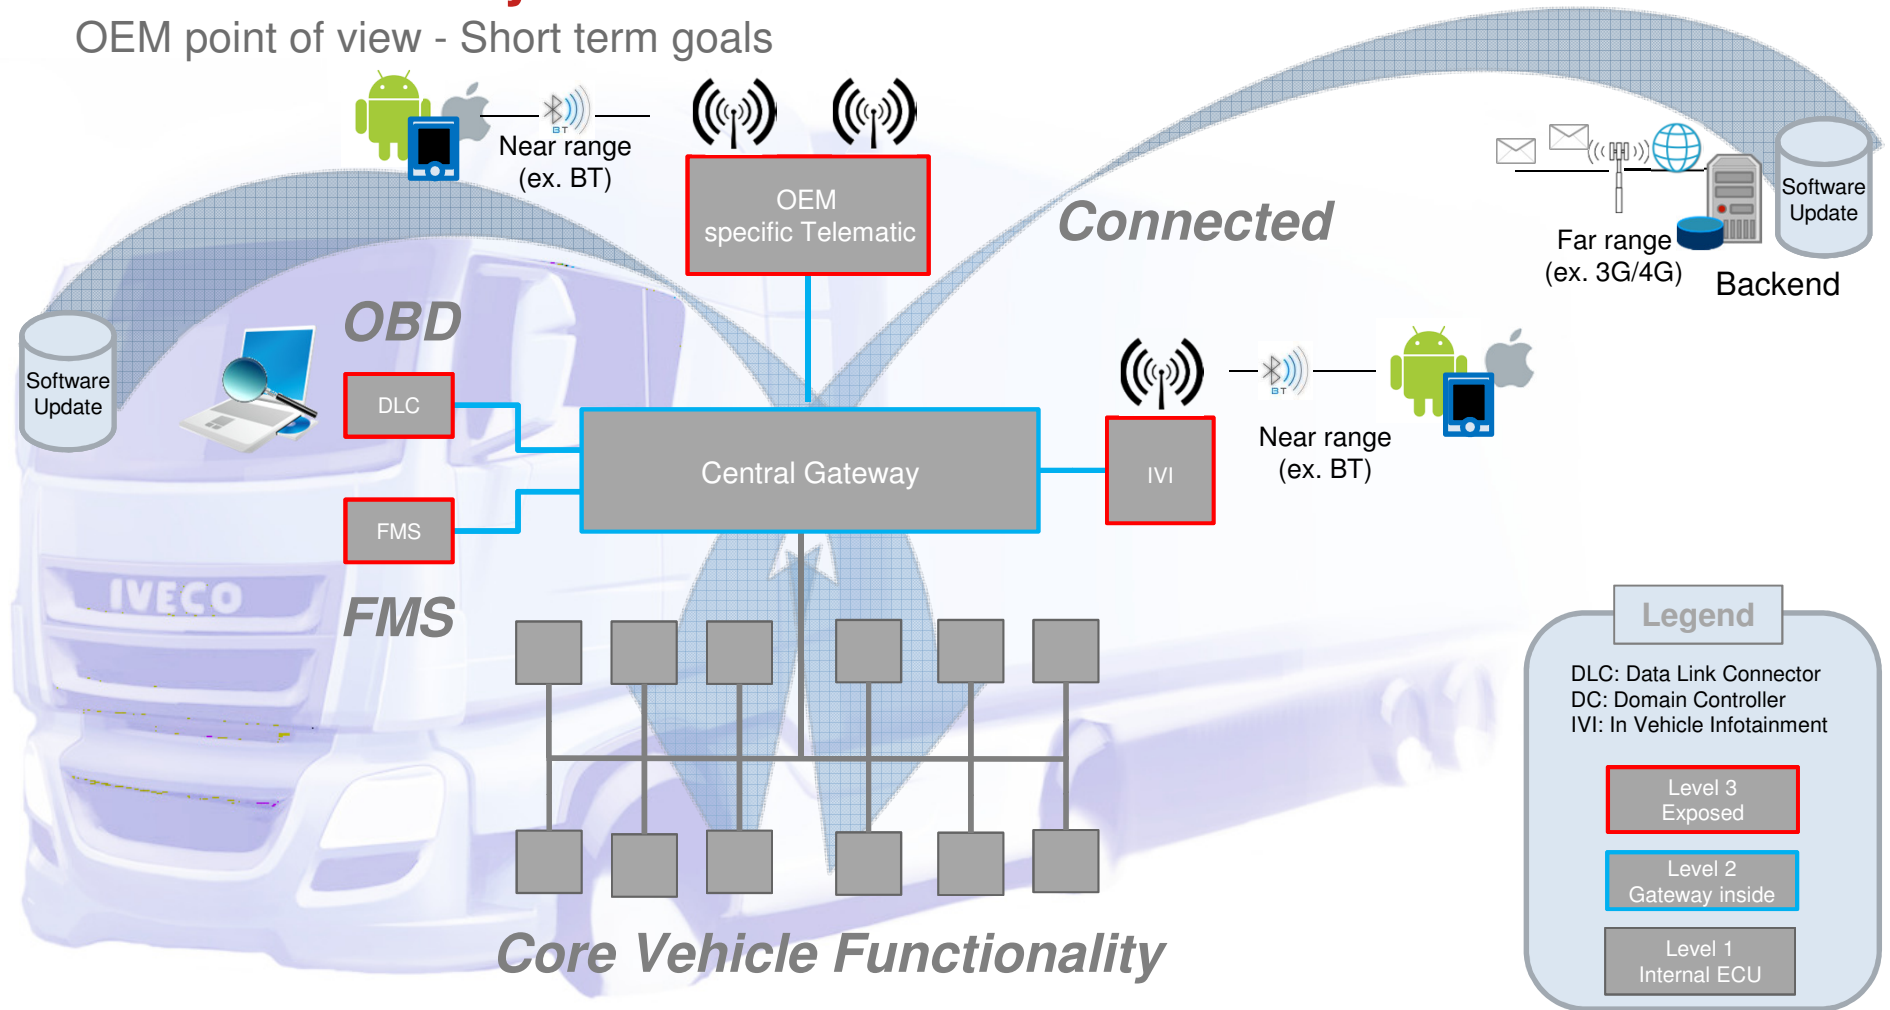 OEM point of view - Short term goals
BT
Near range
(ex. BT)
OEM
specific Telematic
Connected
Software
Update
Far range
(ex. 3G/4G)
Backend
OBD
Software
Update
DLC
BT
Central Gateway
IVI
Near range
(ex. BT)
FMS
IVECO
FMS
Legend
DLC: Data Link Connector
DC: Domain Controller
IVI: In Vehicle Infotainment
Level 3
Exposed
Level 2
Gateway inside
Level 1
Internal ECU
Core Vehicle Functionality